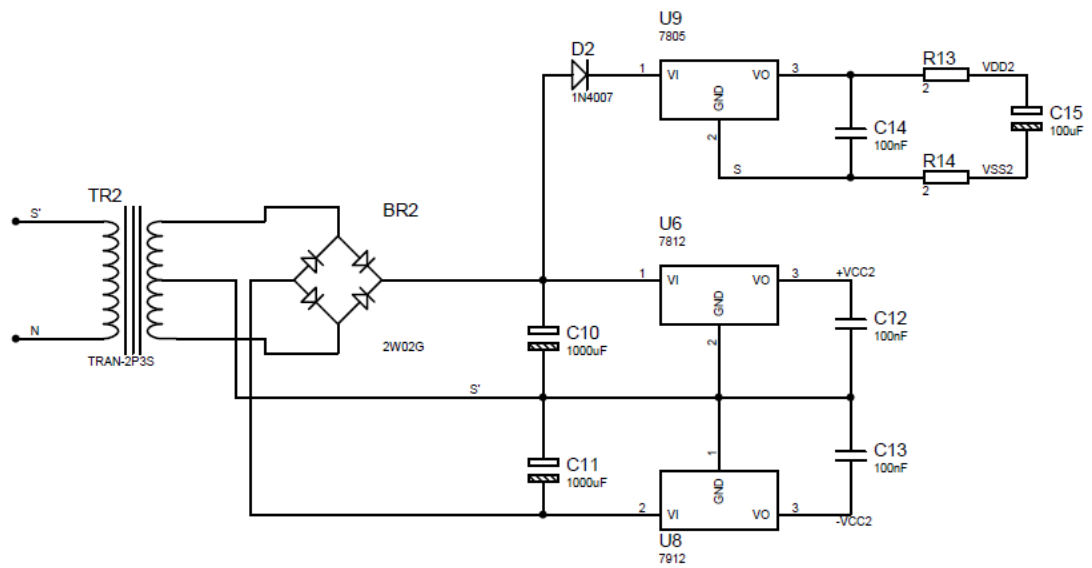 U9
7805
D2
1N4007
1
VI
VO
3
GND
2
S
R13
2
VDD2
C14
100nF
C15
100uF
R14
2
VSS2
TR2
S'
N
TRAN-2P3S
BR2
2W02G
U6
7812
1
VI
VO
3
GND
2
+VCC2
C10
1000uF
C12
100nF
S'
C11
1000uF
C13
100nF
1
GND
2
VI
VO
3
-VCC2
U8
7912